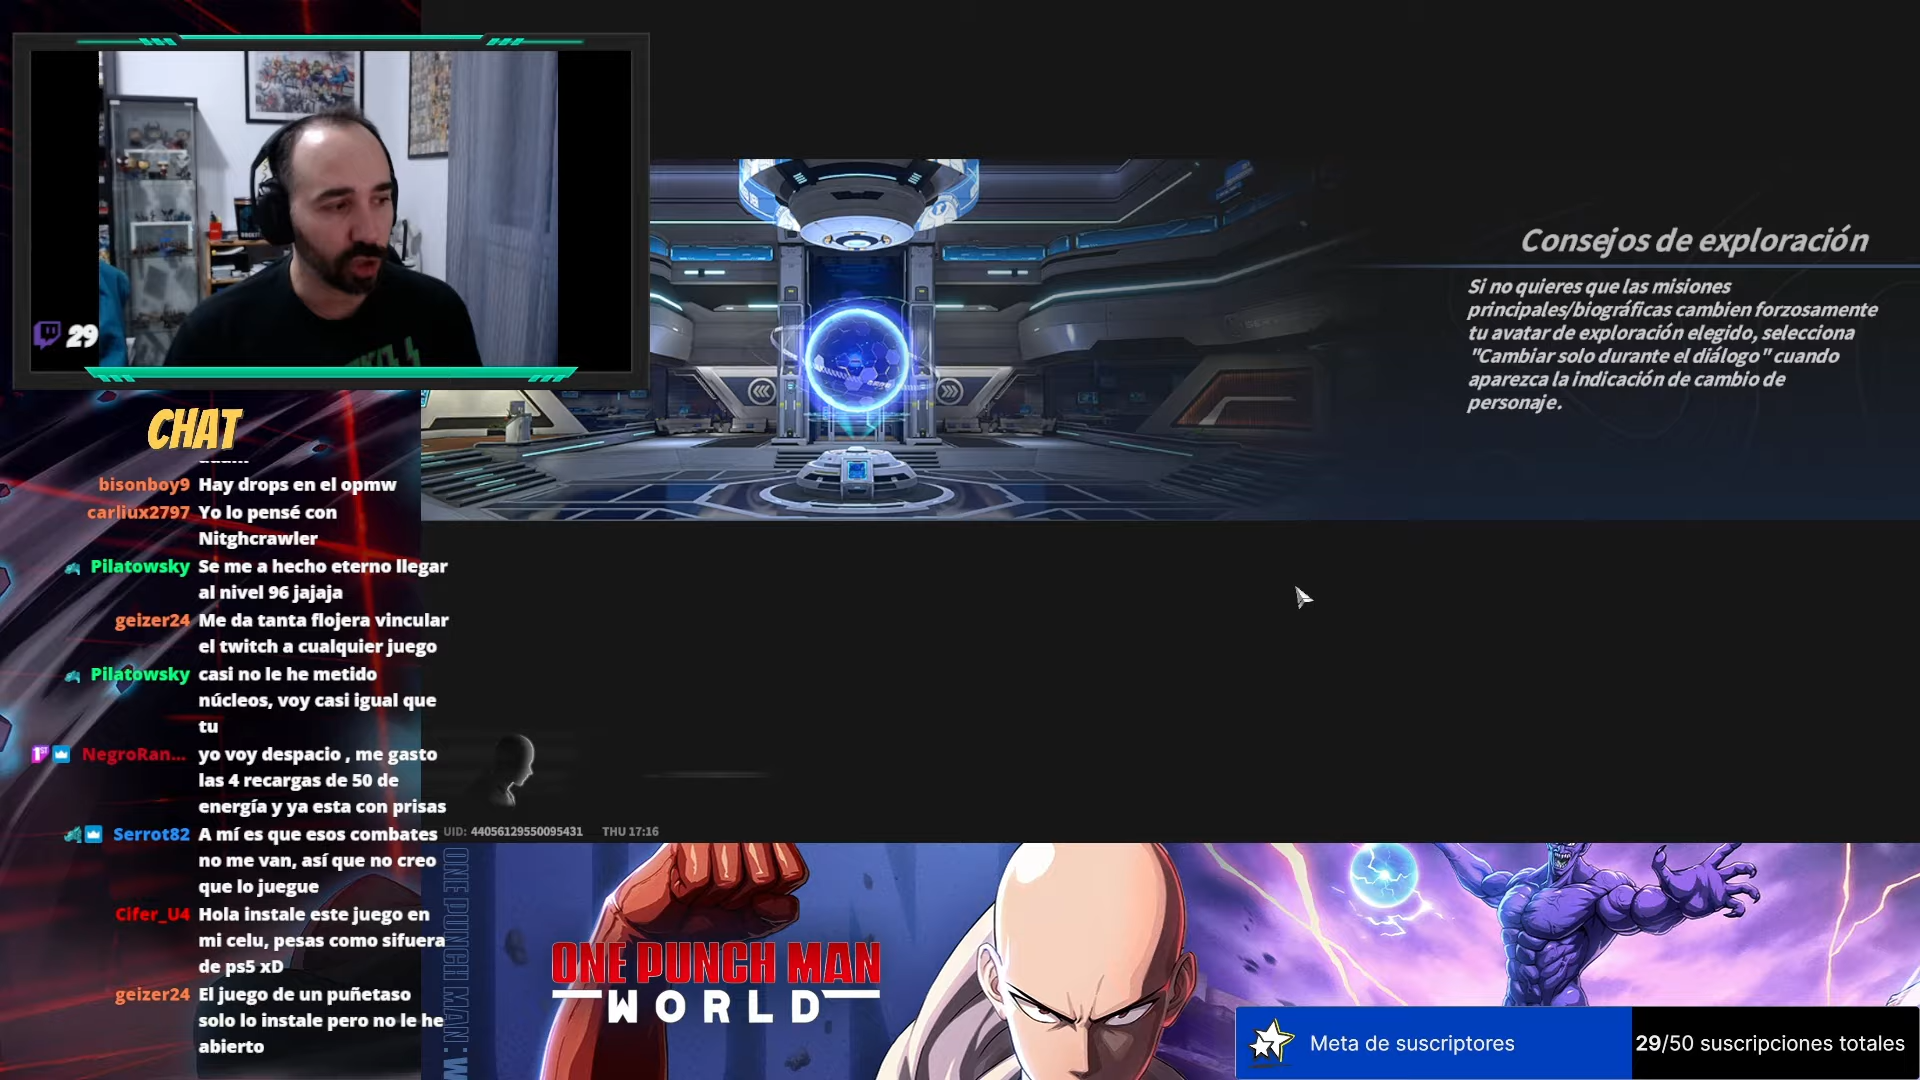 29
Consejos de exploración
Si no quieres que las misiones
principales/biográficas cambien forzosamente
tu avatar de exploración elegido, selecciona
"Cambiar solo durante el diálogo" cuando
aparezca la indicación de cambio de
personaje.
CHAT
bisonboy9 Hay drops en el opmw
carliux2797 Yo lo pensé con
Nitghcrawler
Pilatowsky Se me a hecho eterno llegar
al nivel 96 jajaja
geizer24 Me da tanta flojera vincular
el twitch a cualquier juego
Pilatowsky casi no le he metido
núcleos, voy casi igual que
tu
1ST NegroRan... yo voy despacio , me gasto
las 4 recargas de 50 de
energía y ya esta con prisas
Serrot82 A mí es que esos combates
no me van, así que no creo
que lo juegue
Cifer_U4 Hola instale este juego en
mi celu, pesas como sifuera
de ps5 xD
geizer24 El juego de un puñetaso
solo lo instale pero no le he
abierto
UID: 44056129550095431 THU 17:16
ONE PUNCH MAN : W
ONE PUNCH MAN
WORLD
Meta de suscriptores
29/50 suscripciones totales